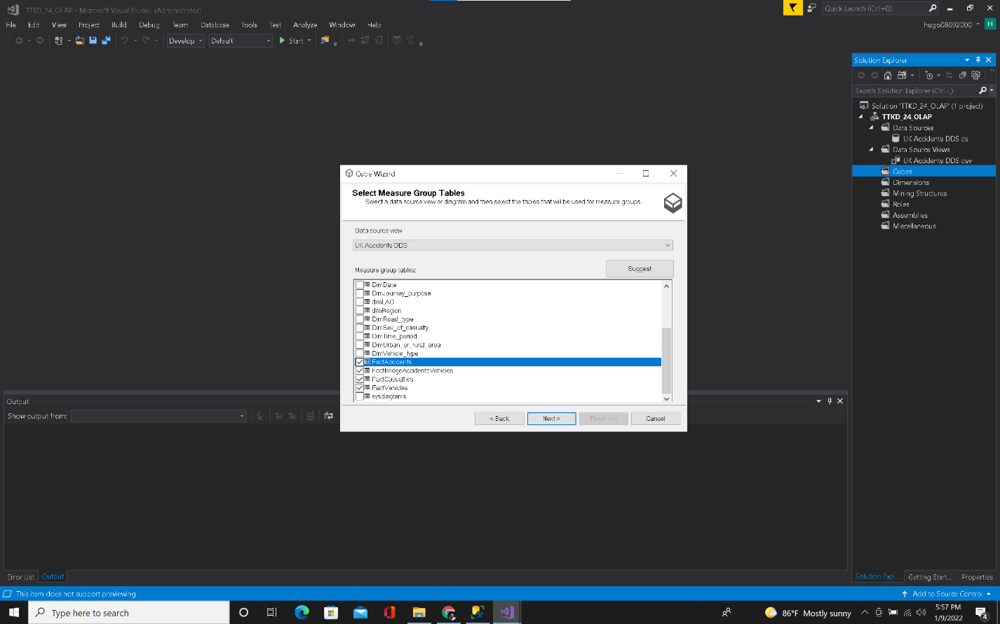 TTKD_24_OLAP - Microsoft Visual Studio (Administrator)
Quick Launch (Ctrl+Q)
File Edit View Project Build Debug Team Database Tools Test Analyze Window Help
hugo08092000
H
Develop Default Start
Solution Explorer
Search Solution Explorer (Ctrl+;)
Solution 'TTKD_24_OLAP' (1 project)
TTKD_24_OLAP
Data Sources
UK Accidents DDS.ds
Data Source Views
UK Accidents DDS.dsv
Cubes
Dimensions
Mining Structures
Roles
Assemblies
Miscellaneous
Cube Wizard
Select Measure Group Tables
Select a data source view or diagram and then select the tables that will be used for measure groups.
Data source view:
UK Accidents DDS
Suggest
Measure group tables:
DimDate
DimJourney_purpose
dimLAD
dimRegion
DimRoad_type
DimSex_of_casualty
DimTime_period
DimUrban_or_rural_area
DimVehicle_type
FactAccidents
FactBridgeAccidentsVehicles
FactCasualties
FactVehicles
sysdiagrams
< Back Next > Finish >>| Cancel
Output
Show output from:
Error List Output
Solution Expl... Getting Start... Properties
This item does not support previewing
Add to Source Control
Type here to search
86°F Mostly sunny
5:57 PM
1/9/2022
4